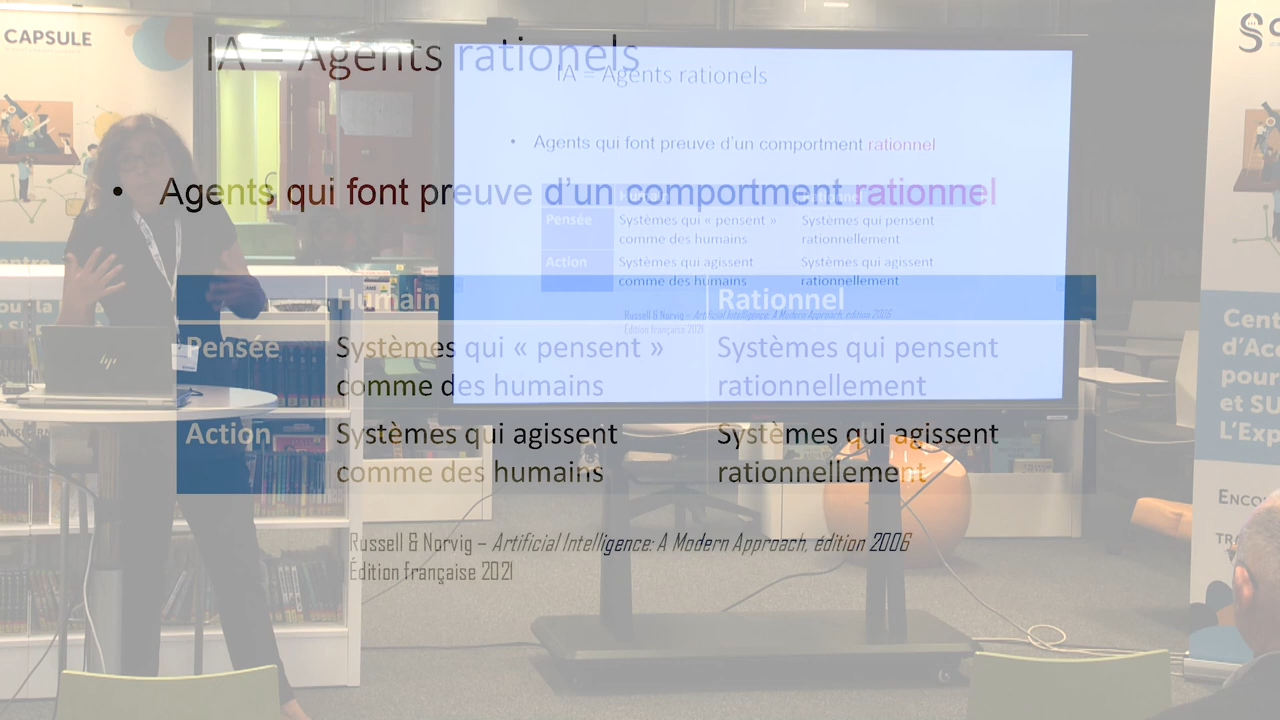 CAPSULE
IA = Agents rationels
IA = Agents rationels
• Agents qui font preuve d'un comportment rationnel
• Agents qui font preuve d'un comportment rationnel
Pensée
Systèmes qui « pensent »
comme des humains
Systèmes qui pensent
rationnellement
Action
Systèmes qui agissent
comme des humains
Systèmes qui agissent
rationnellement
Russell & Norvig – Artificial Intelligence: A Modern Approach, édition 2006
Édition française 2021
Humain
Rationnel
Pensée
Systèmes qui « pensent »
comme des humains
Systèmes qui pensent
rationnellement
Action
Systèmes qui agissent
comme des humains
Systèmes qui agissent
rationnellement
Russell & Norvig – Artificial Intelligence: A Modern Approach, édition 2006
Édition française 2021
hp
et SU